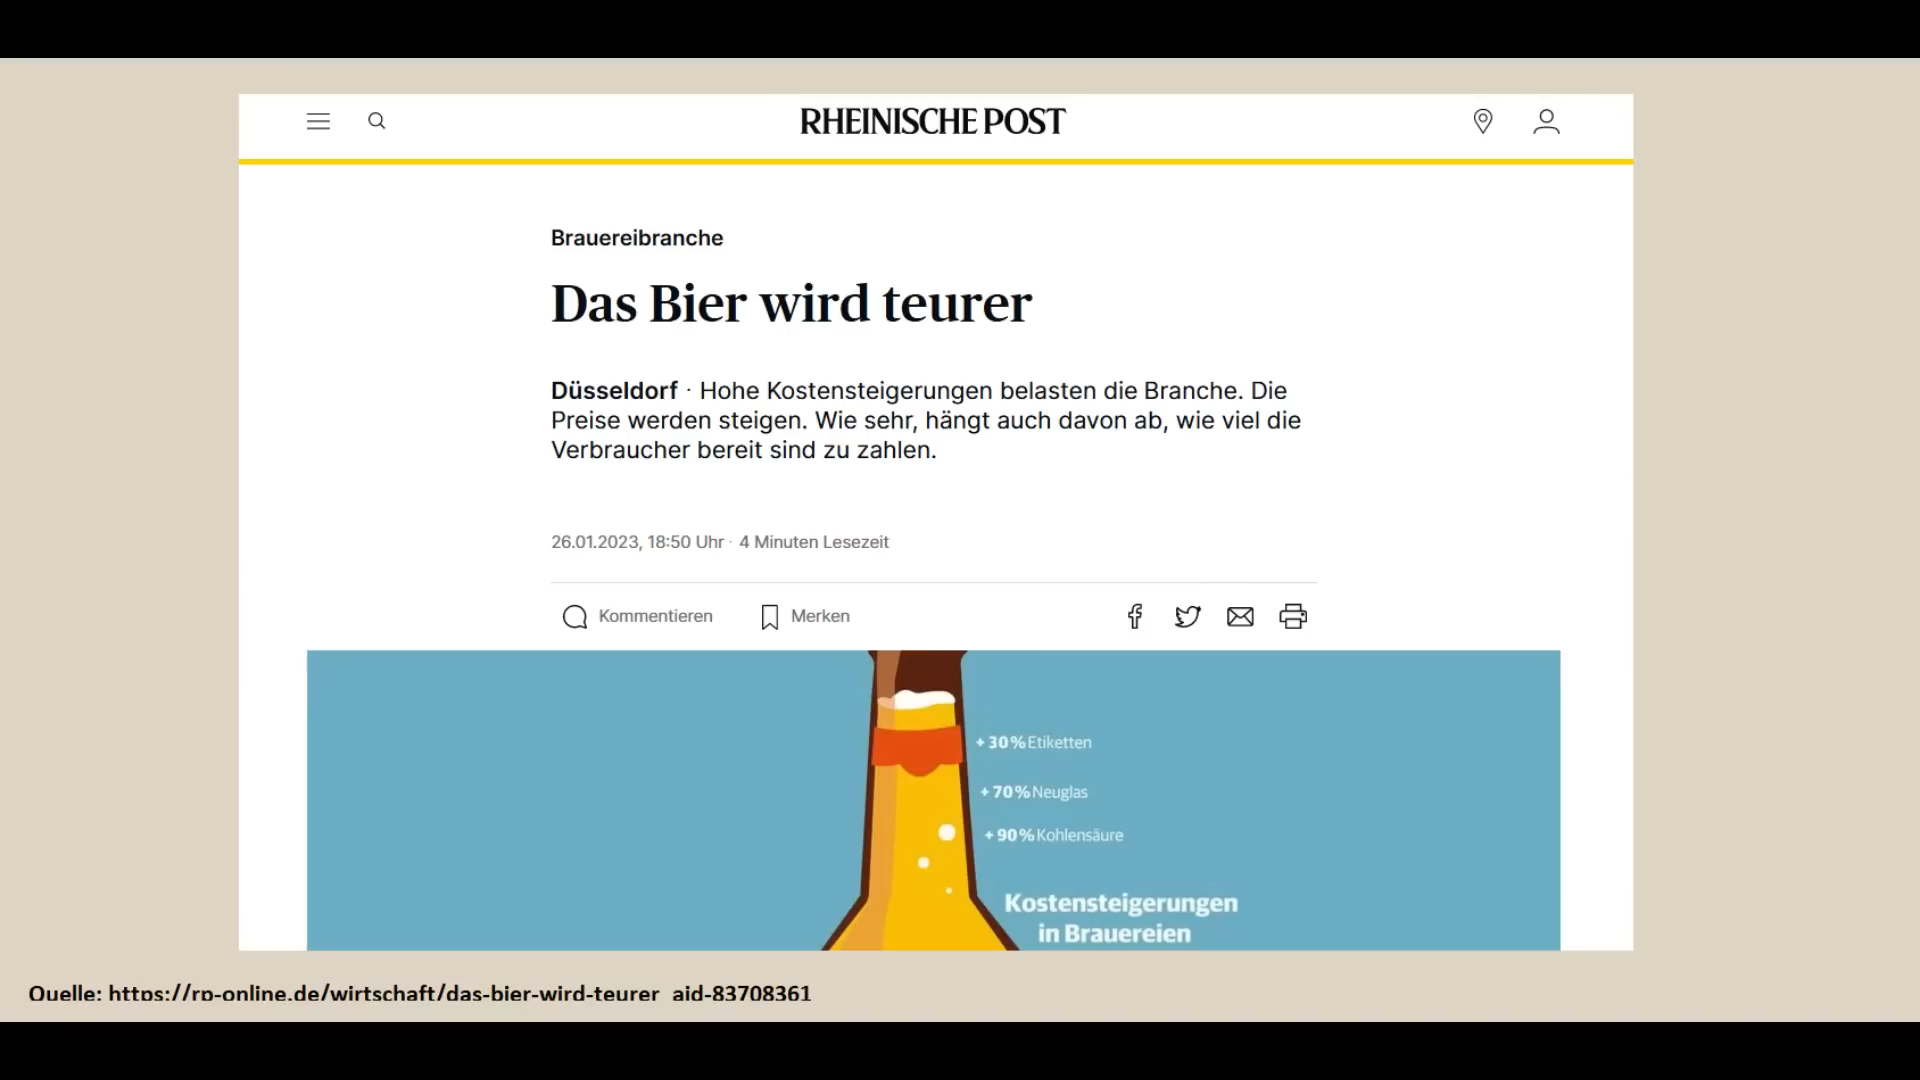 RHEINISCHE POST
Brauereibranche
Das Bier wird teurer
Düsseldorf · Hohe Kostensteigerungen belasten die Branche. Die
Preise werden steigen. Wie sehr, hängt auch davon ab, wie viel die
Verbraucher bereit sind zu zahlen.
26.01.2023, 18:50 Uhr · 4 Minuten Lesezeit
Kommentieren Merken
+ 30% Etiketten
+ 70% Neuglas
+ 90% Kohlensäure
Kostensteigerungen
in Brauereien
Quelle: https://rp-online.de/wirtschaft/das-bier-wird-teurer_aid-83708361